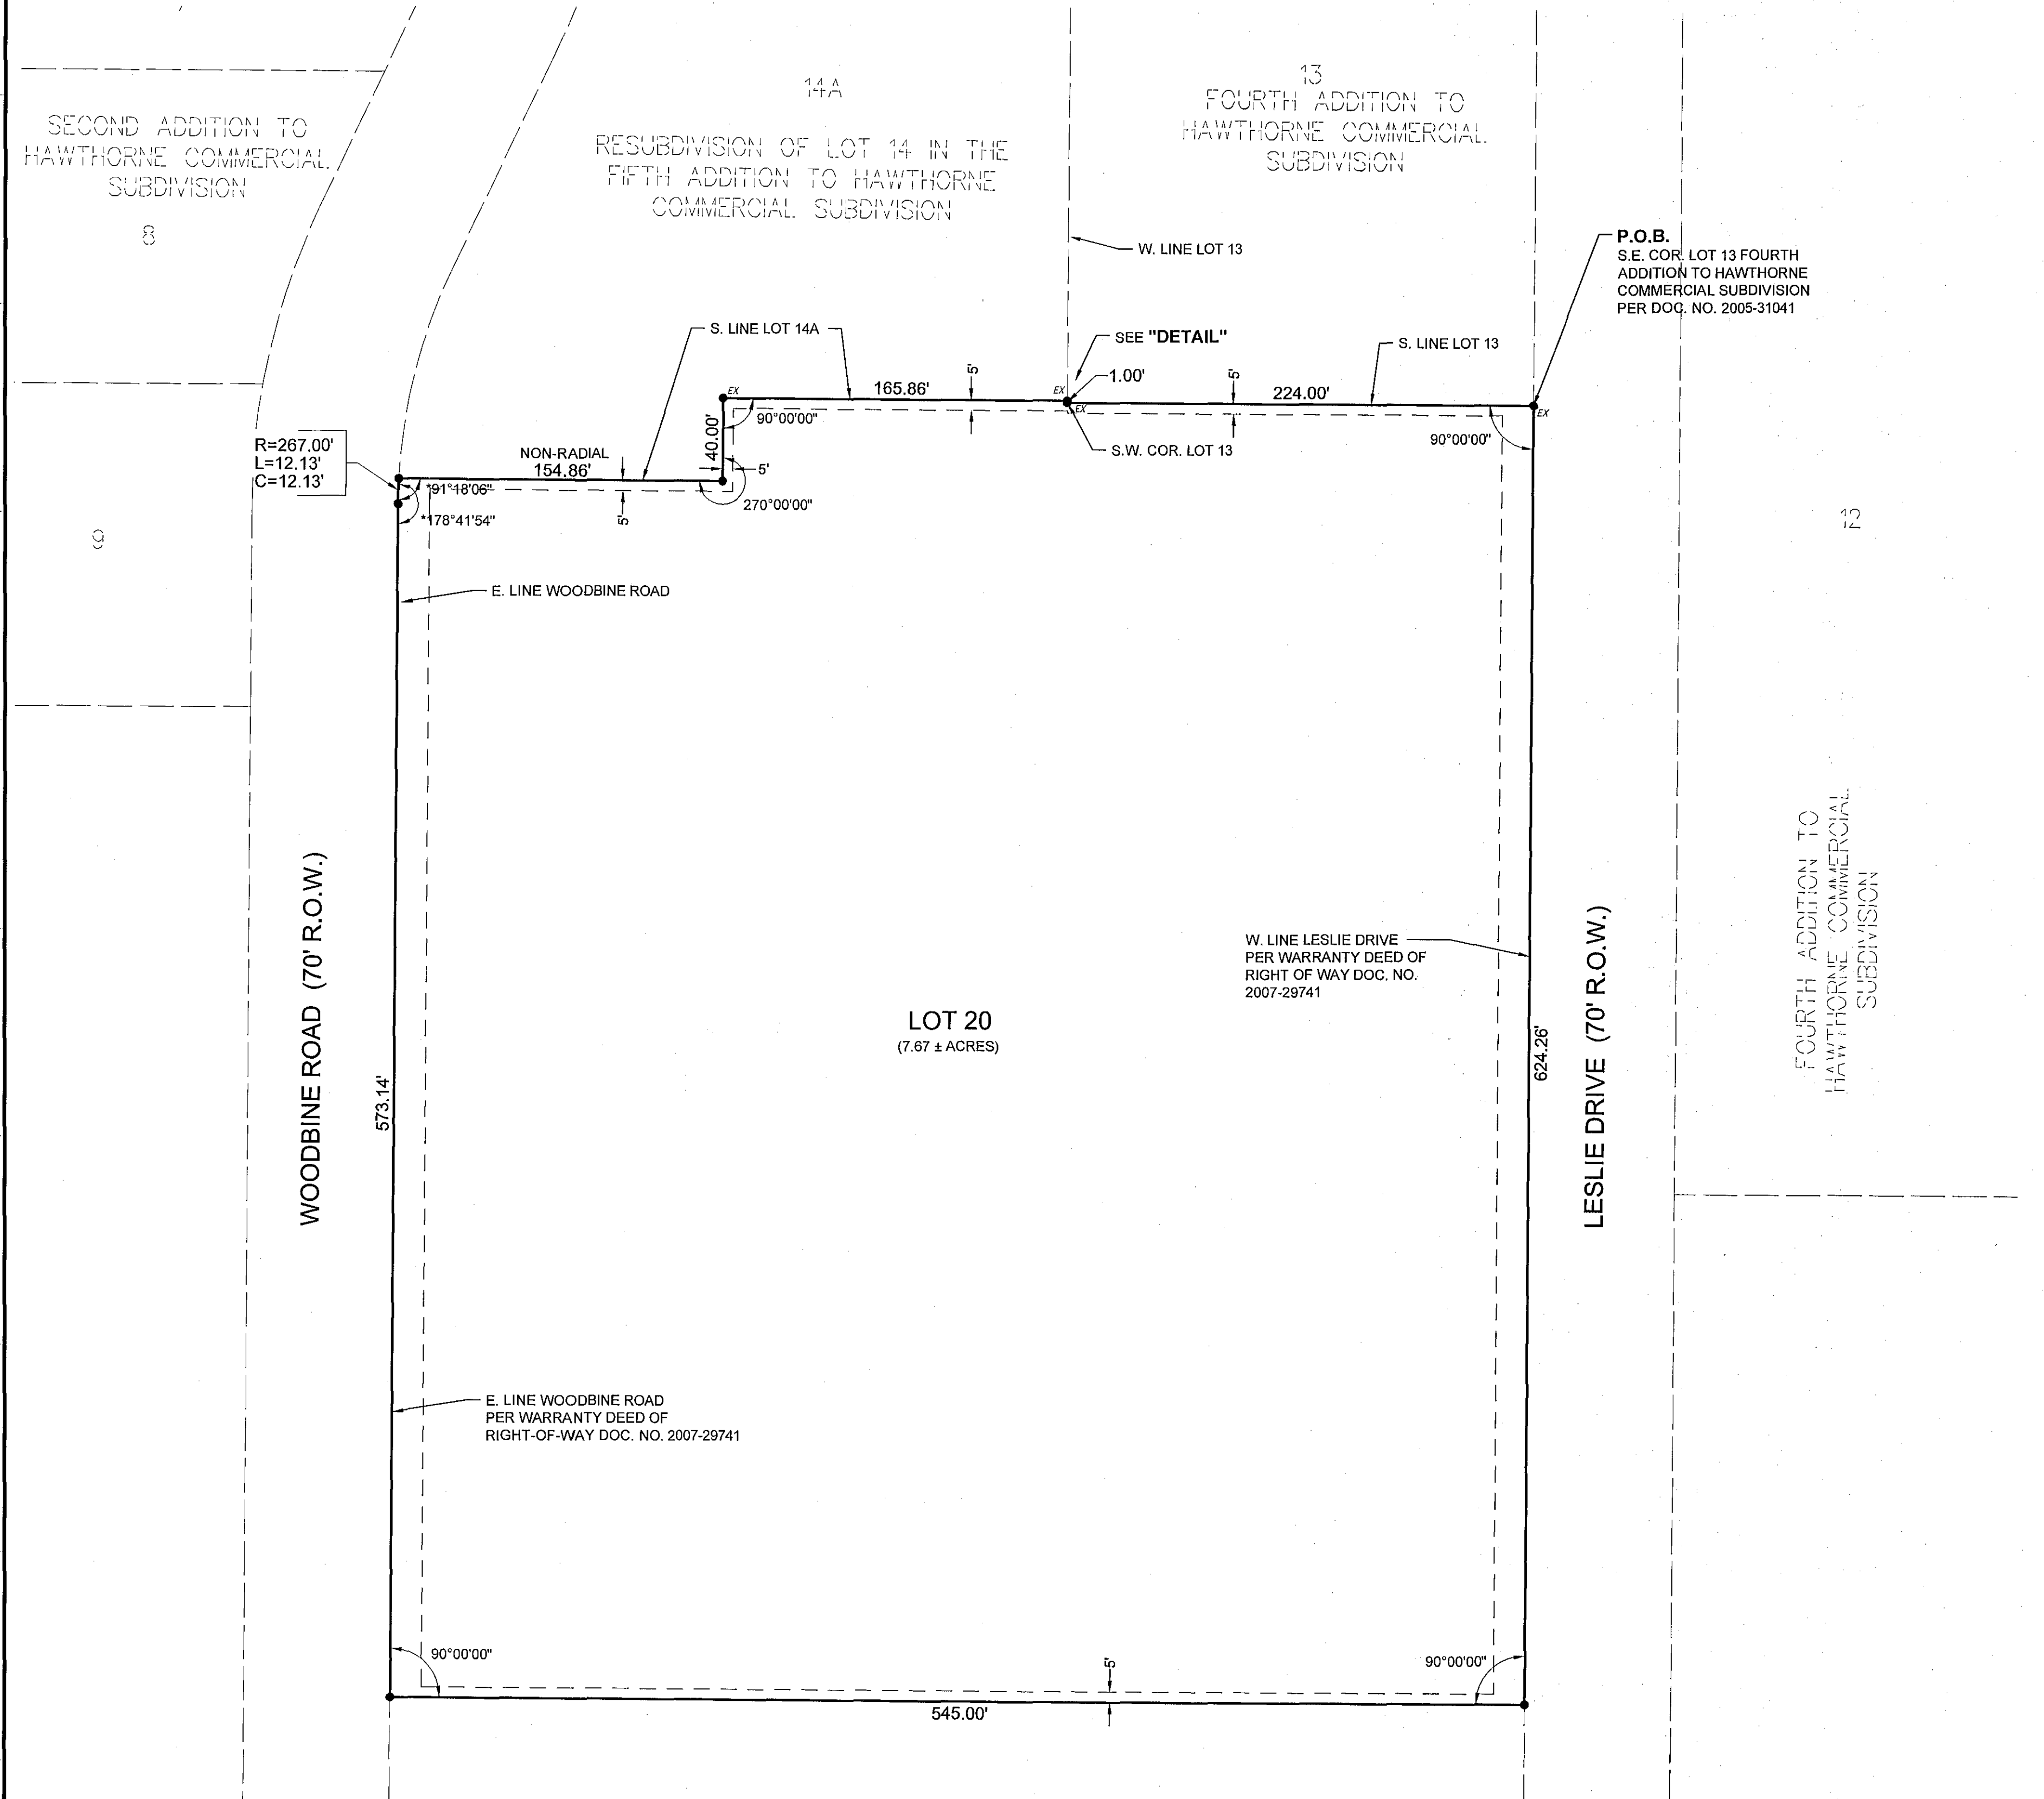 SECOND ADDITION TO
HAWTHORNE COMMERCIAL
SUBDIVISION
8
14A
RESUBDIVISION OF LOT 14 IN THE
FIFTH ADDITION TO HAWTHORNE
COMMERCIAL SUBDIVISION
13
FOURTH ADDITION TO
HAWTHORNE COMMERCIAL
SUBDIVISION
W. LINE LOT 13
P.O.B.
S.E. COR. LOT 13 FOURTH
ADDITION TO HAWTHORNE
COMMERCIAL SUBDIVISION
PER DOC. NO. 2005-31041
S. LINE LOT 14A
SEE "DETAIL"
S. LINE LOT 13
EX
165.86'
5'
EX
1.00'
EX
5'
224.00'
EX
90°00'00"
40.00'
90°00'00"
S.W. COR. LOT 13
R=267.00'
L=12.13'
C=12.13'
NON-RADIAL
154.86'
5'
*91°18'06"
270°00'00"
*178°41'54"
5'
9
12
E. LINE WOODBINE ROAD
WOODBINE ROAD (70' R.O.W.)
573.14'
W. LINE LESLIE DRIVE
PER WARRANTY DEED OF
RIGHT OF WAY DOC. NO.
2007-29741
LOT 20
(7.67 ± ACRES)
624.26'
LESLIE DRIVE (70' R.O.W.)
FOURTH ADDITION TO
HAWTHORNE COMMERCIAL
SUBDIVISION
E. LINE WOODBINE ROAD
PER WARRANTY DEED OF
RIGHT-OF-WAY DOC. NO. 2007-29741
90°00'00"
90°00'00"
5'
545.00'